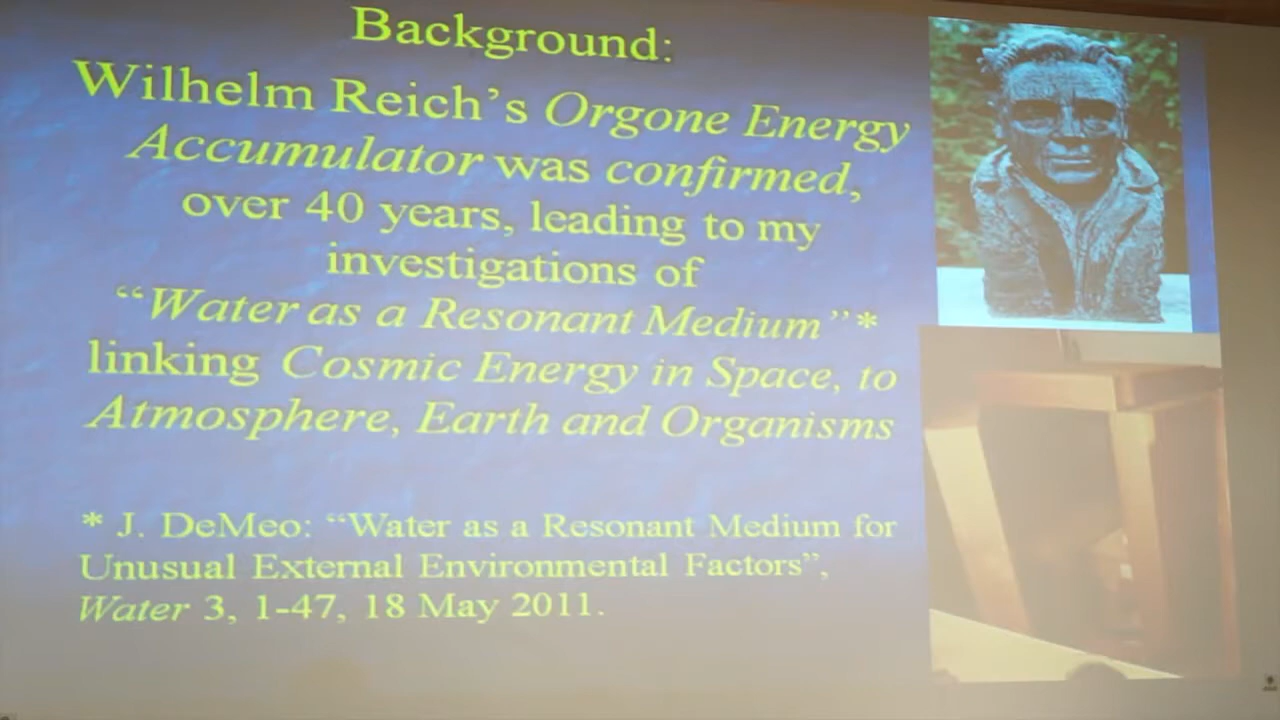 Background:
Wilhelm Reich's Orgone Energy
Accumulator was confirmed,
over 40 years, leading to my
investigations of
“Water as a Resonant Medium”*
linking Cosmic Energy in Space, to
Atmosphere, Earth and Organisms
* J. DeMeo: “Water as a Resonant Medium for
Unusual External Environmental Factors”,
Water 3, 1-47, 18 May 2011.